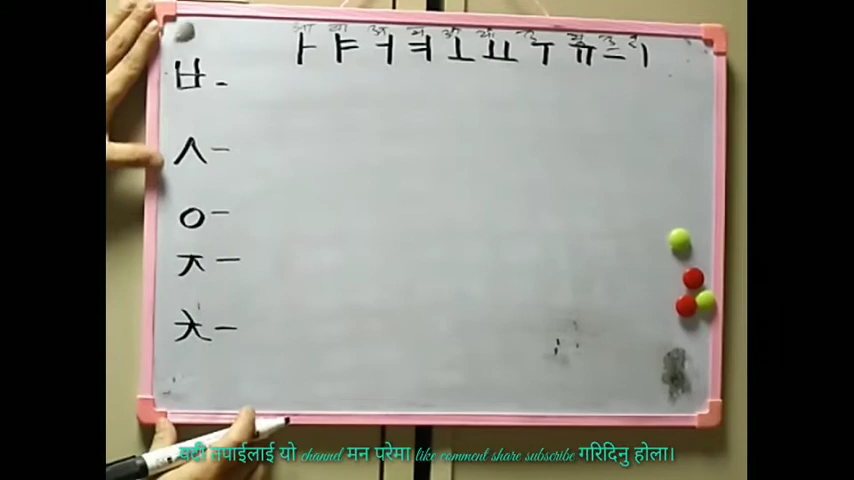 ㅏ ㅑ ㅓ ㅕ ㅗ ㅛ ㅜ ㅠ ㅡ ㅣ
ㅂ -
ㅅ -
ㅇ -
ㅈ -
ㅊ -
यदी तपाईलाई यो channel मन परेमा like comment share subscribe गरिदिनु होला।